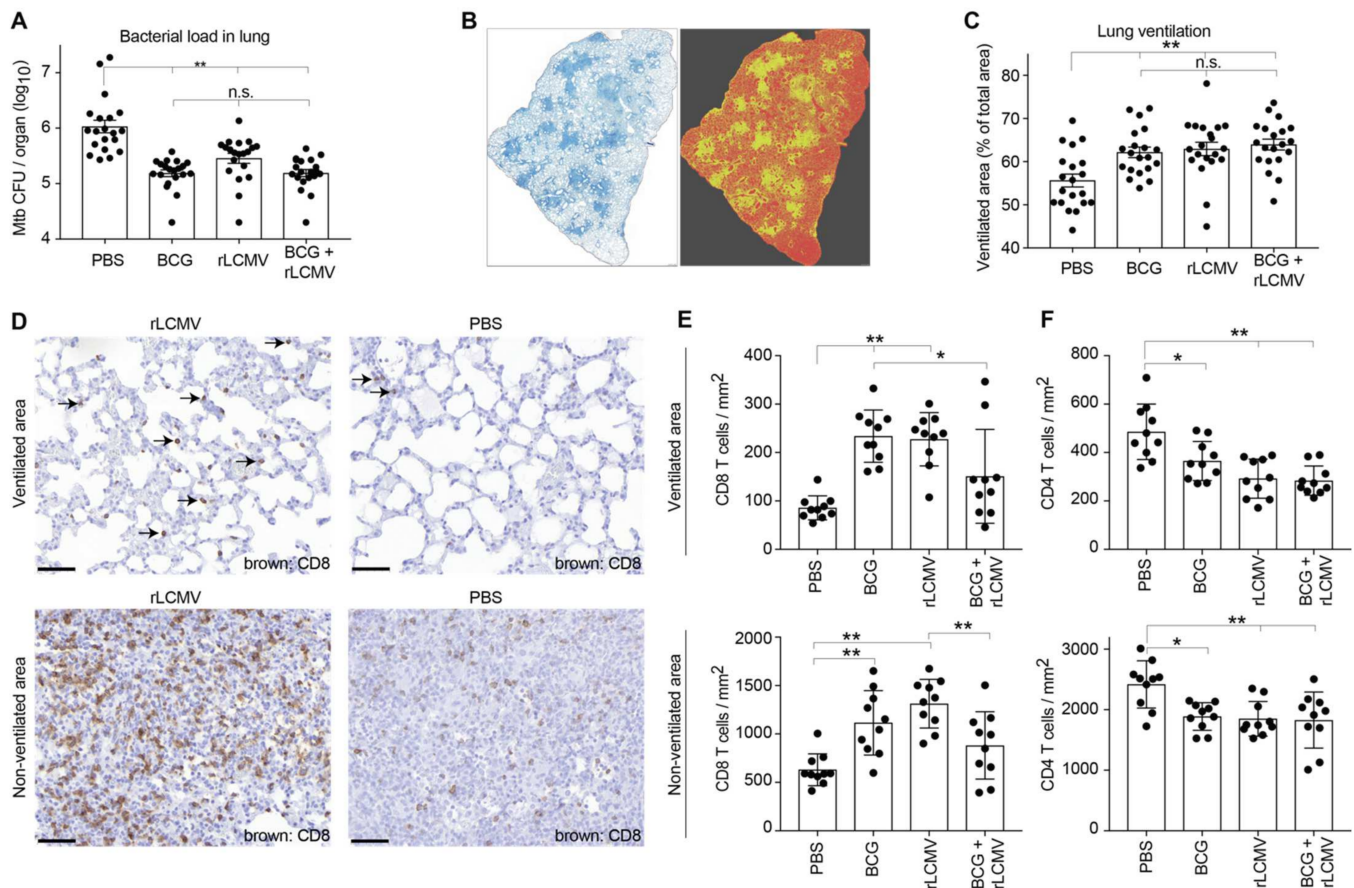 A
Bacterial load in lung
Mtb CFU / organ (log10)
7
6
5
4
**
n.s.
PBS
BCG
rLCMV
BCG +
rLCMV
B
C
Lung ventilation
Ventilated area (% of total area)
80
70
60
50
40
**
n.s.
PBS
BCG
rLCMV
BCG +
rLCMV
D
rLCMV
PBS
Ventilated area
brown: CD8
brown: CD8
rLCMV
PBS
Non-ventilated area
brown: CD8
brown: CD8
E
Ventilated area
CD8 T cells / mm2
400
300
200
100
0
**
*
PBS
BCG
rLCMV
BCG +
rLCMV
Non-ventilated area
CD8 T cells / mm2
2000
1500
1000
500
0
**
**
**
PBS
BCG
rLCMV
BCG +
rLCMV
F
CD4 T cells / mm2
800
600
400
200
0
**
*
PBS
BCG
rLCMV
BCG +
rLCMV
CD4 T cells / mm2
3000
2000
1000
0
**
*
PBS
BCG
rLCMV
BCG +
rLCMV